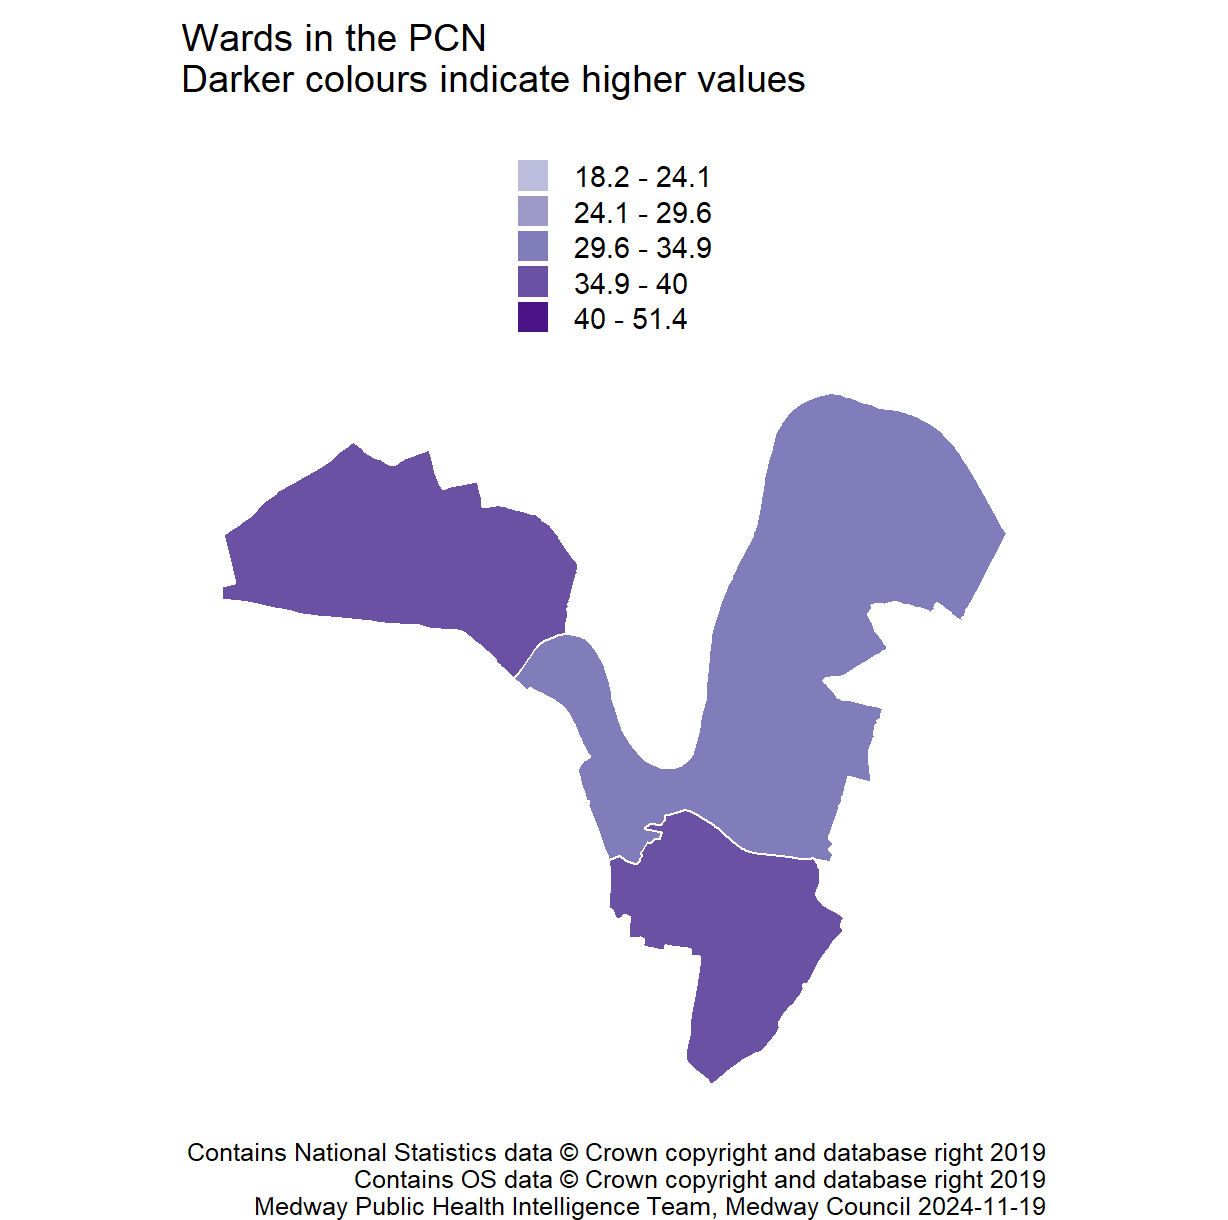 Wards in the PCN
Darker colours indicate higher values
18.2 - 24.1
24.1 - 29.6
29.6 - 34.9
34.9 - 40
40 - 51.4
Contains National Statistics data © Crown copyright and database right 2019
Contains OS data © Crown copyright and database right 2019
Medway Public Health Intelligence Team, Medway Council 2024-11-19